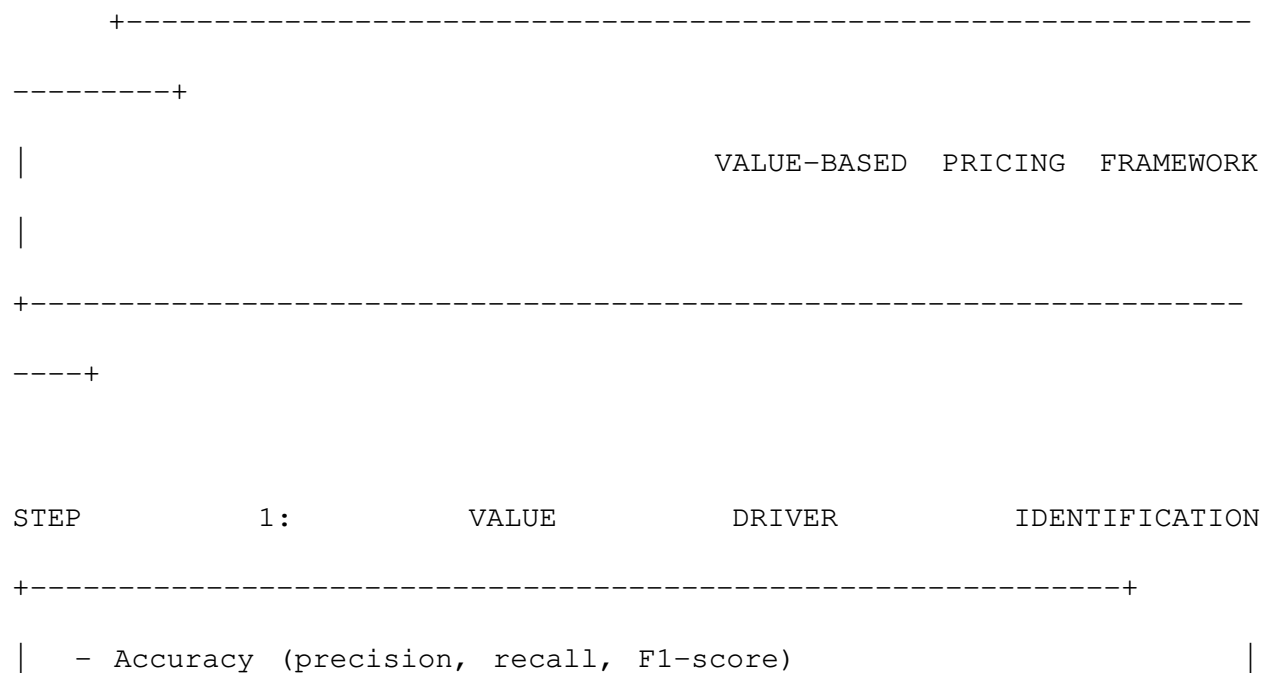 +----------------------------------------------------------------
---------+
| VALUE-BASED PRICING FRAMEWORK
|
+---------------------------------------------------------------------
----+
STEP 1: VALUE DRIVER IDENTIFICATION
+--------------------------------------------------------------+
| - Accuracy (precision, recall, F1-score) |